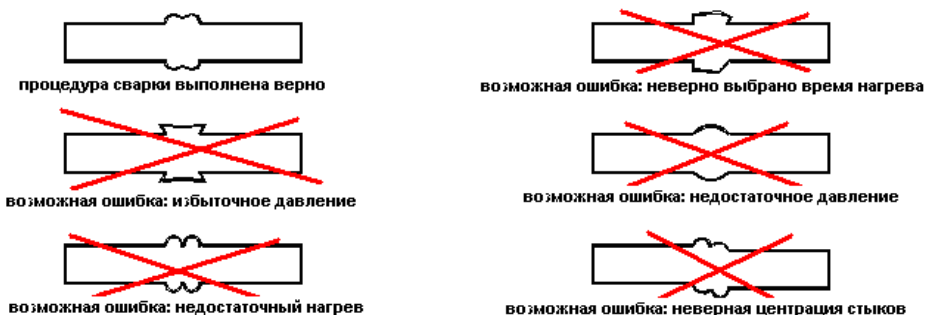 процедура сварки выполнена верно
возможная ошибка: неверно выбрано время нагрева
возможная ошибка: избыточное давление
возможная ошибка: недостаточное давление
возможная ошибка: недостаточный нагрев
возможная ошибка: неверная центрация стыков